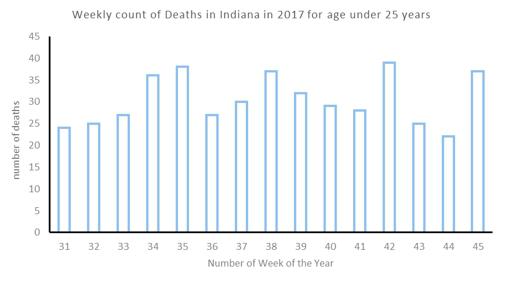 Weekly count of Deaths in Indiana in 2017 for age under 25 years
number of deaths
45
40
35
30
25
20
15
10
5
0
31 32 33 34 35 36 37 38 39 40 41 42 43 44 45
Number of Week of the Year